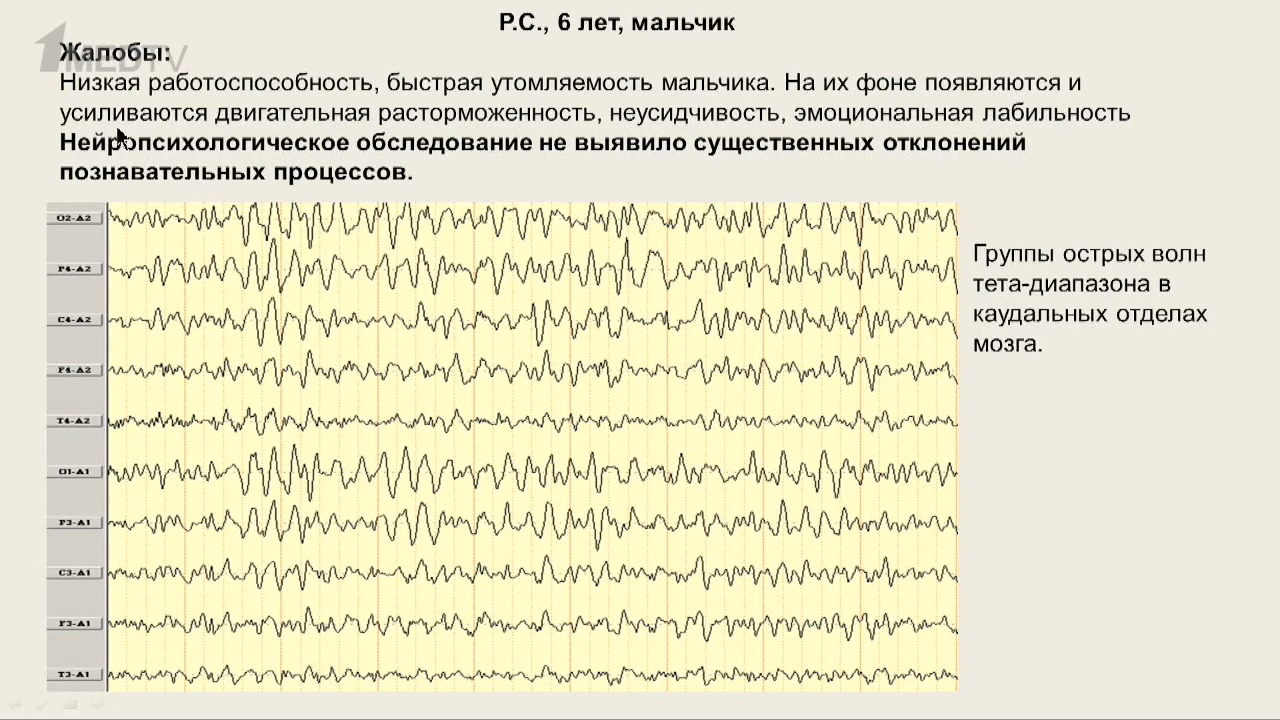 Р.С., 6 лет, мальчик
1MEDTV
Жалобы:
Низкая работоспособность, быстрая утомляемость мальчика. На их фоне появляются и
усиливаются двигательная расторможенность, неусидчивость, эмоциональная лабильность
Нейропсихологическое обследование не выявило существенных отклонений
познавательных процессов.
O2-A2
P4-A2
C4-A2
F4-A2
T4-A2
O1-A1
P3-A1
C3-A1
F3-A1
T3-A1
Группы острых волн
тета-диапазона в
каудальных отделах
мозга.